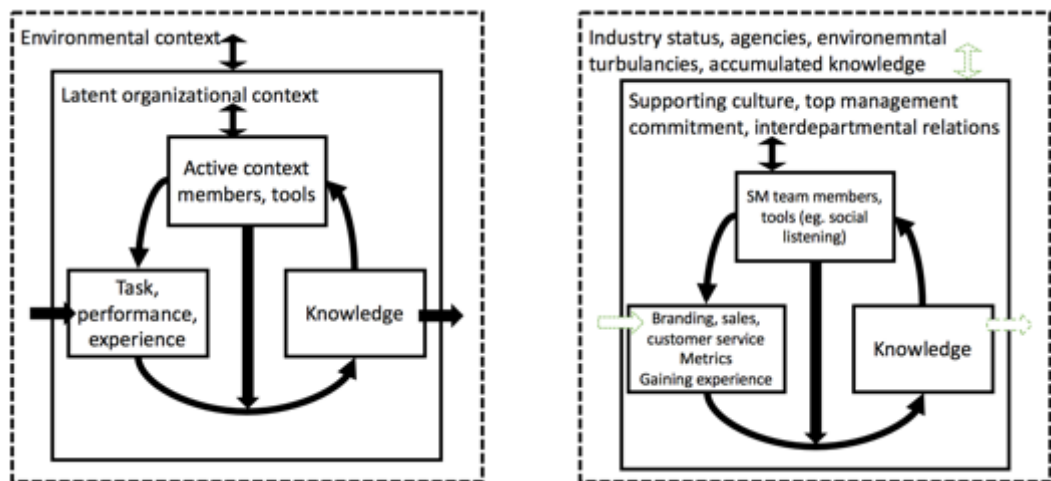 Environmental context
Latent organizational context
Active context
members, tools
Task,
performance,
experience
Knowledge
Industry status, agencies, environemntal
turbulancies, accumulated knowledge
Supporting culture, top management
commitment, interdepartmental relations
SM team members,
tools (eg. social
listening)
Branding, sales,
customer service
Metrics
Gaining experience
Knowledge